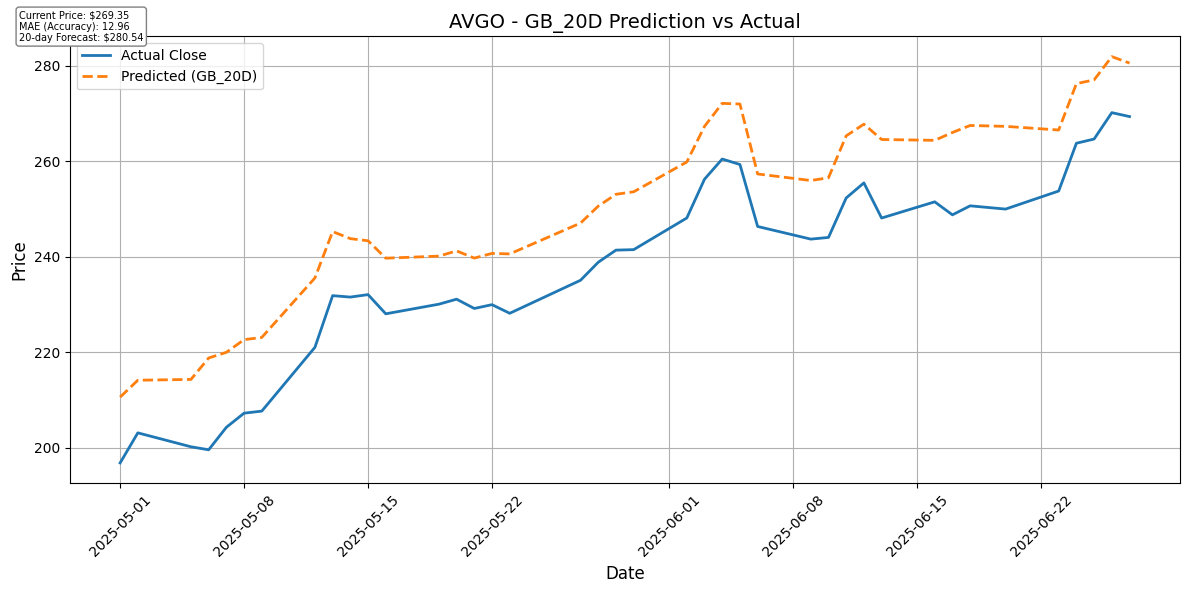 Current Price: $269.35
MAE (Accuracy): 12.96
20-day Forecast: $280.54
AVGO - GB_20D Prediction vs Actual
Actual Close
Predicted (GB_20D)
Price
280
260
240
220
200
2025-05-01
2025-05-08
2025-05-15
2025-05-22
2025-06-01
2025-06-08
2025-06-15
2025-06-22
Date